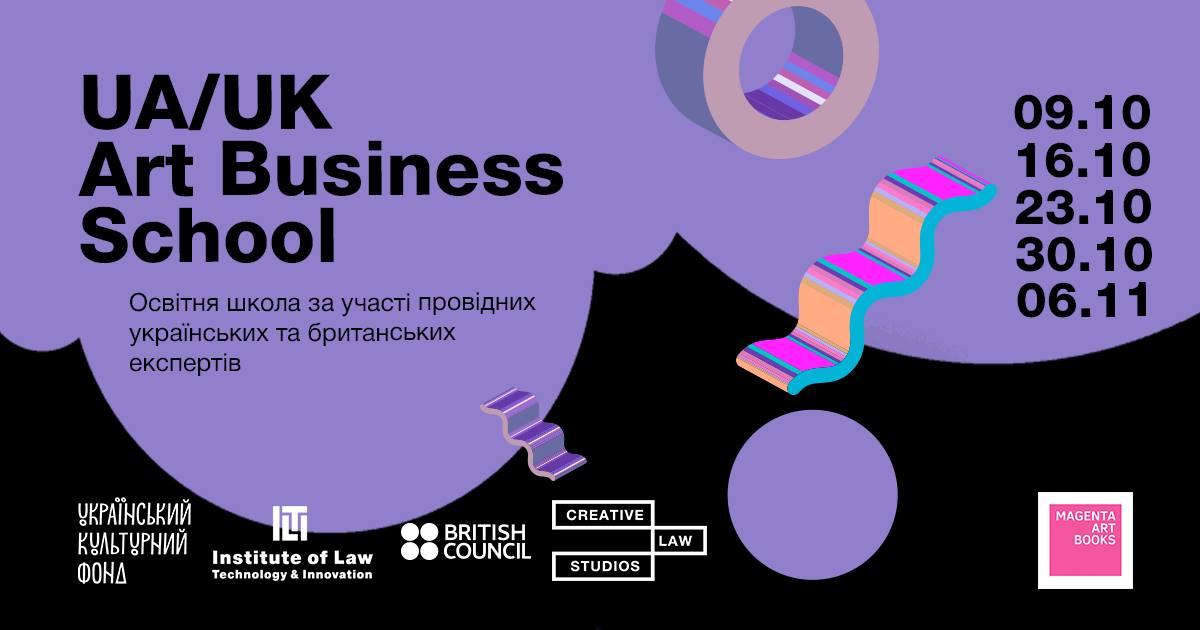 UA/UK
Art Business
School
Освітня школа за участі провідних
українських та британських
експертів
09.10
16.10
23.10
30.10
06.11
УКРАЇНСЬКИЙ
КУЛЬТУРНИЙ
ФОНД
ILTI
Institute of Law
Technology & Innovation
BRITISH
COUNCIL
CREATIVE
LAW
STUDIOS
MAGENTA
ART
BOOKS